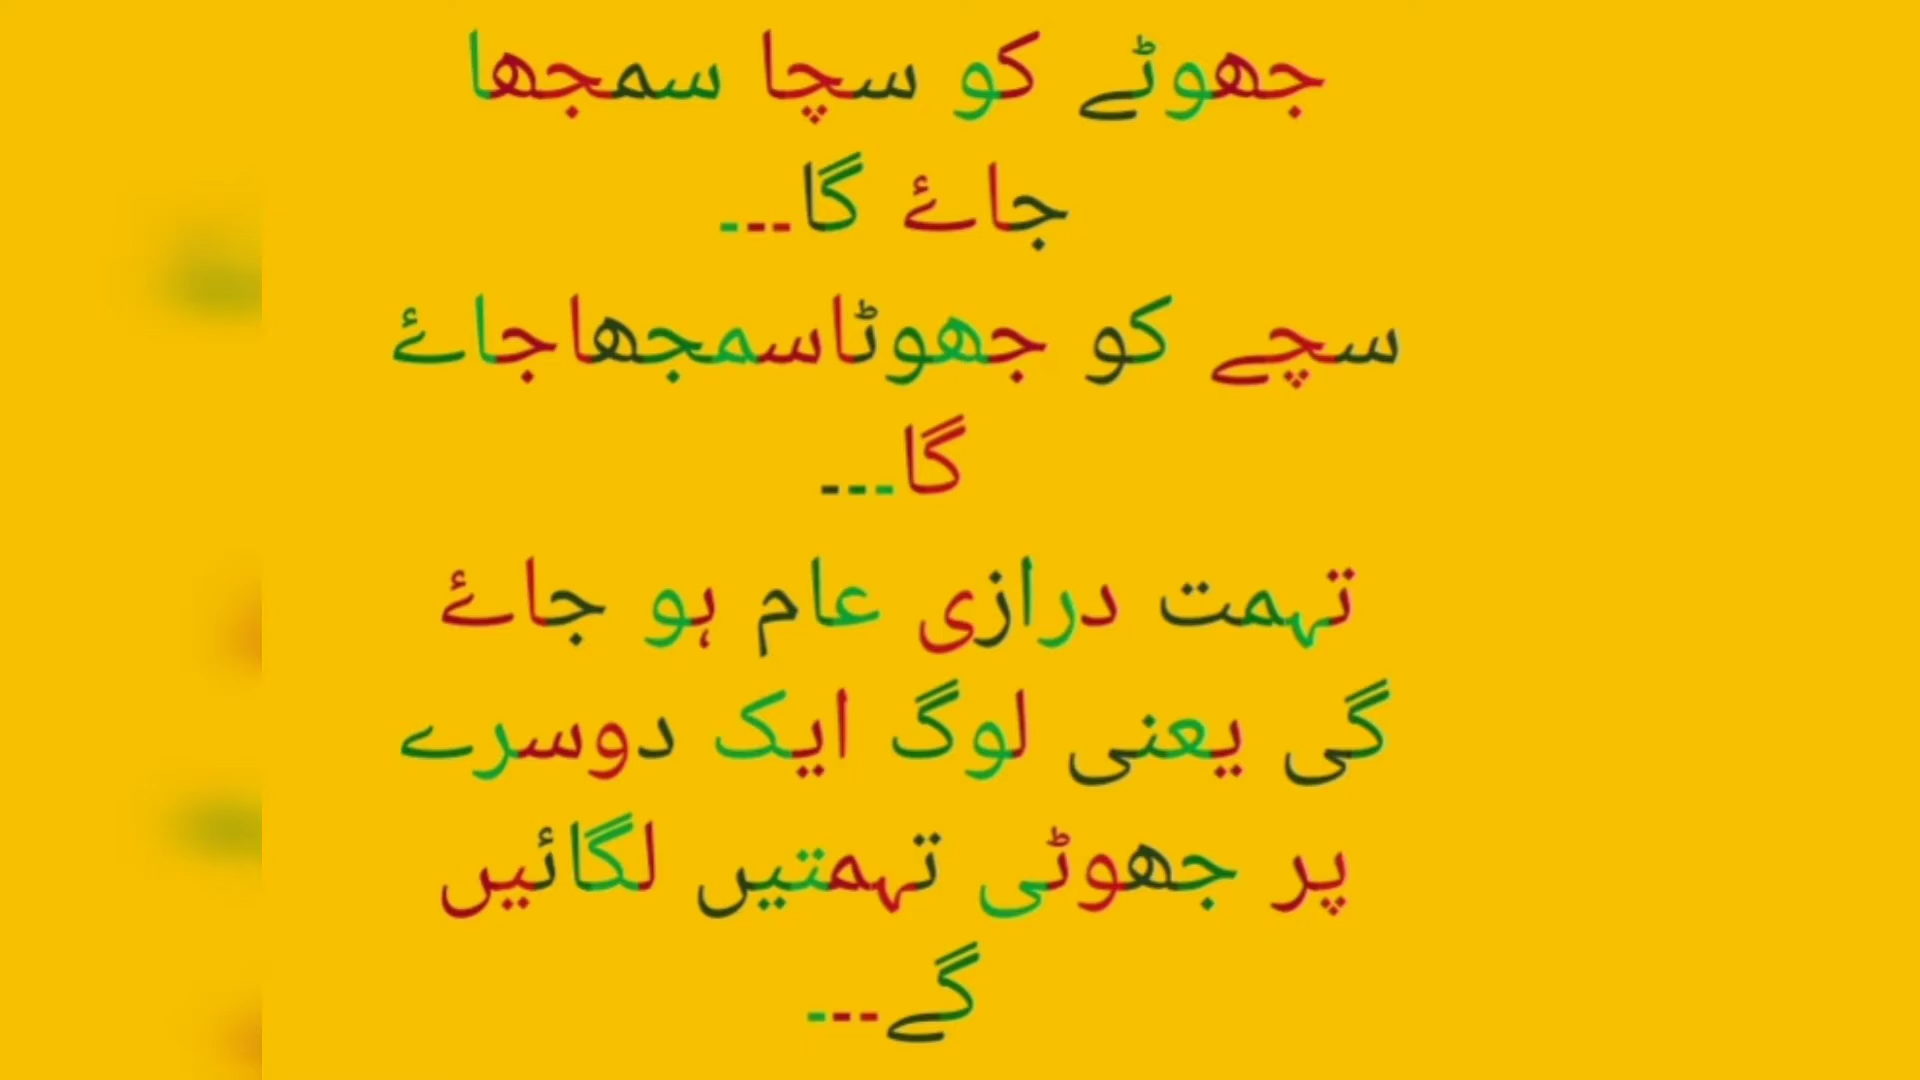 جھوٹے کو سچا سمجھا
جائے گا---
سچے کو جھوٹاسمجھاجائے
گا---
تہمت درازی عام ہو جائے
گی یعنی لوگ ایک دوسرے
پر جھوٹی تہمتیں لگائیں
گے---